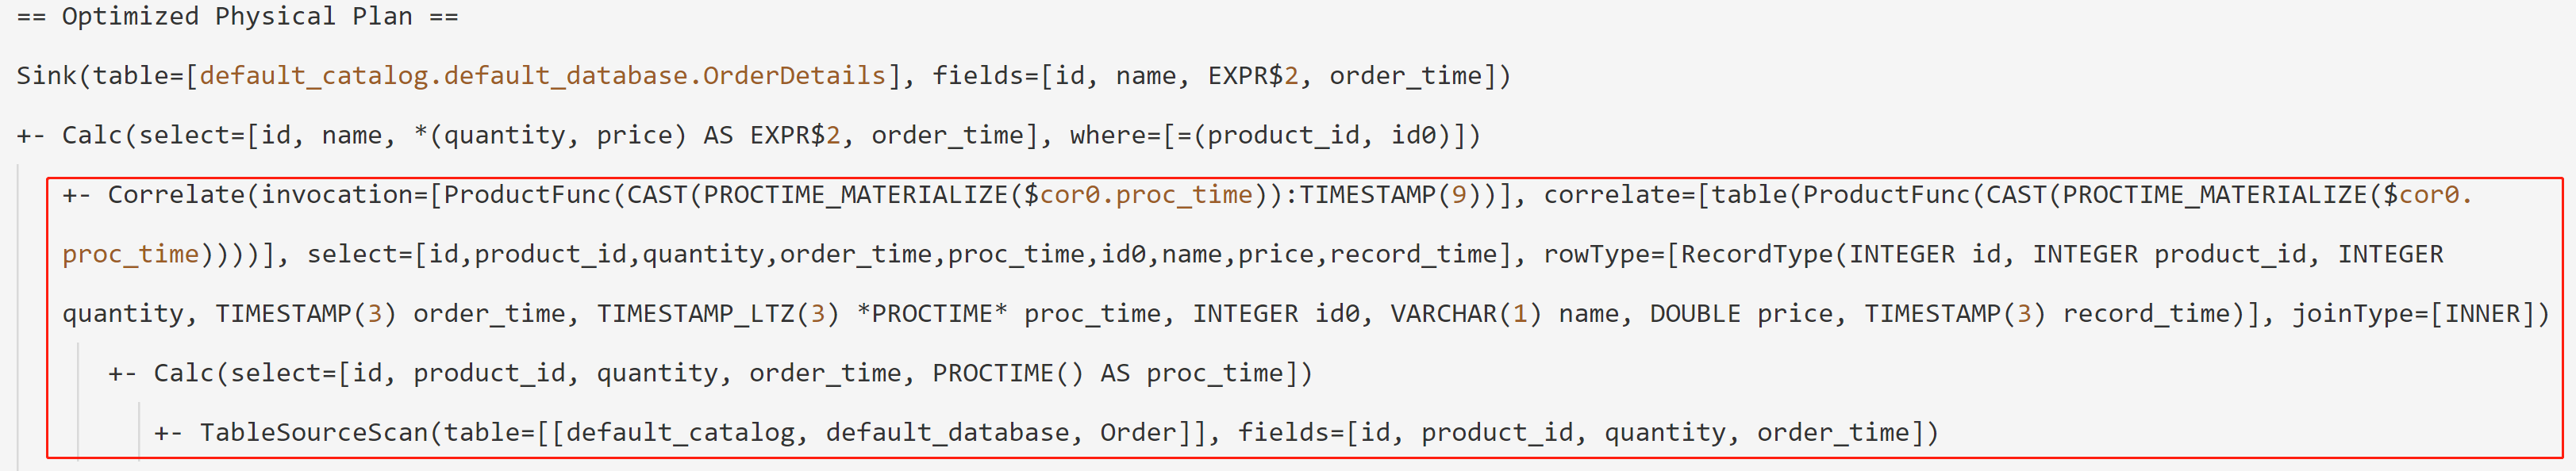 == Optimized Physical Plan ==
Sink(table=[default_catalog.default_database.OrderDetails], fields=[id, name, EXPR$2, order_time])
+- Calc(select=[id, name, *(quantity, price) AS EXPR$2, order_time], where=[=(product_id, id0)])
+- Correlate(invocation=[ProductFunc(CAST(PROCTIME_MATERIALIZE($cor0.proc_time)):TIMESTAMP(9))], correlate=[table(ProductFunc(CAST(PROCTIME_MATERIALIZE($cor0.
proc_time))))], select=[id,product_id,quantity,order_time,proc_time,id0,name,price,record_time], rowType=[RecordType(INTEGER id, INTEGER product_id, INTEGER
quantity, TIMESTAMP(3) order_time, TIMESTAMP_LTZ(3) *PROCTIME* proc_time, INTEGER id0, VARCHAR(1) name, DOUBLE price, TIMESTAMP(3) record_time)], joinType=[INNER])
+- Calc(select=[id, product_id, quantity, order_time, PROCTIME() AS proc_time])
+- TableSourceScan(table=[[default_catalog, default_database, Order]], fields=[id, product_id, quantity, order_time])